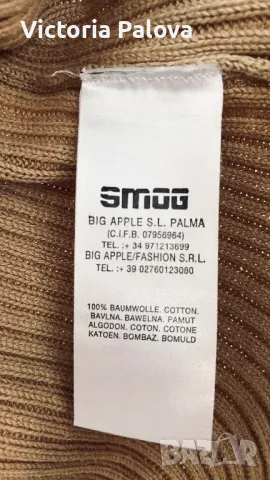 Victoria Palova
SMOG
BIG APPLE S.L. PALMA
(C.I.F.B. 07956964)
TEL.: + 34 971213699
BIG APPLE/FASHION S.R.L.
TEL.: + 39 02760123080
100% BAUMWOLLE. COTTON.
BAVLNA. BAWELNA. PAMUT
ALGODON. COTON. COTONE
KATOEN. BOMBAZ. BOMULD
BAZAR